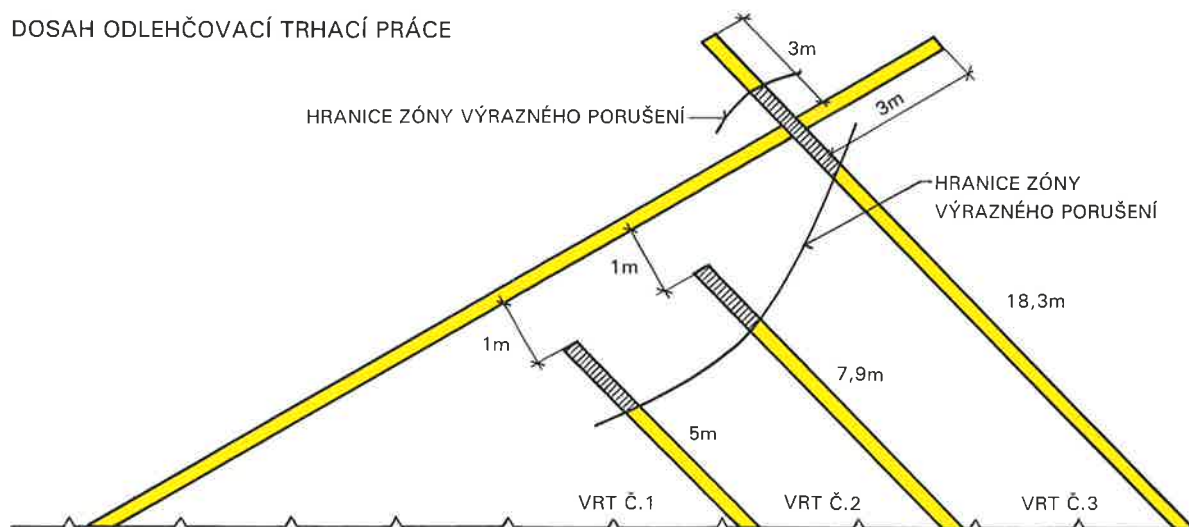 DOSAH ODLEHČOVACÍ TRHACÍ PRÁCE
3m
HRANICE ZÓNY VÝRAZNÉHO PORUŠENÍ
3m
HRANICE ZÓNY
VÝRAZNÉHO PORUŠENÍ
1m
18,3m
1m
7,9m
5m
VRT Č.1
VRT Č.2
VRT Č.3